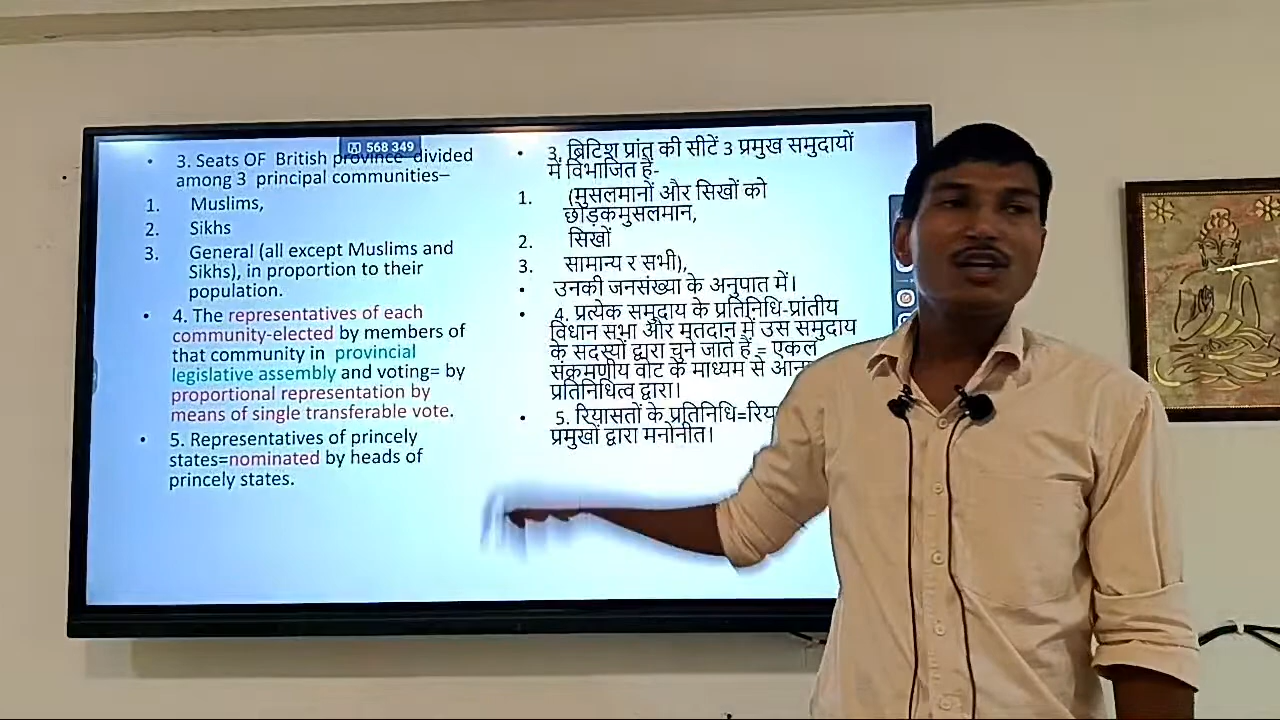 568 349
• 3. Seats OF British province divided
among 3 principal communities–
1. Muslims,
2. Sikhs
3. General (all except Muslims and
Sikhs), in proportion to their
population.
• 4. The representatives of each
community-elected by members of
that community in provincial
legislative assembly and voting= by
proportional representation by
means of single transferable vote.
• 5. Representatives of princely
states=nominated by heads of
princely states.
• 3. ब्रिटिश प्रांत की सीटें 3 प्रमुख समुदायों
में विभाजित हैं-
1. (मुसलमानों और सिखों को
छोड़कमुसलमान,
2. सिखों
3. सामान्य र सभी),
• उनकी जनसंख्या के अनुपात में।
• 4. प्रत्येक समुदाय के प्रतिनिधि-प्रांतीय
विधान सभा और मतदान में उस समुदाय
के सदस्यों द्वारा चुने जाते हैं = एकल
संक्रमणीय वोट के माध्यम से
प्रतिनिधित्व द्वारा।
• 5. रियासतों के प्रतिनिधि=
प्रमुखों द्वारा मनोनीत।